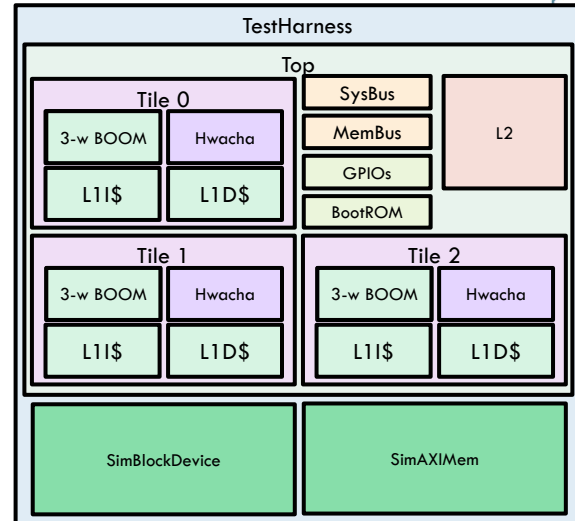 TestHarness
Top
Tile 0
3-w BOOM
Hwacha
L1I$
L1D$
SysBus
MemBus
GPIOs
BootROM
L2
Tile 1
3-w BOOM
Hwacha
L1I$
L1D$
Tile 2
3-w BOOM
Hwacha
L1I$
L1D$
SimBlockDevice
SimAXIMem